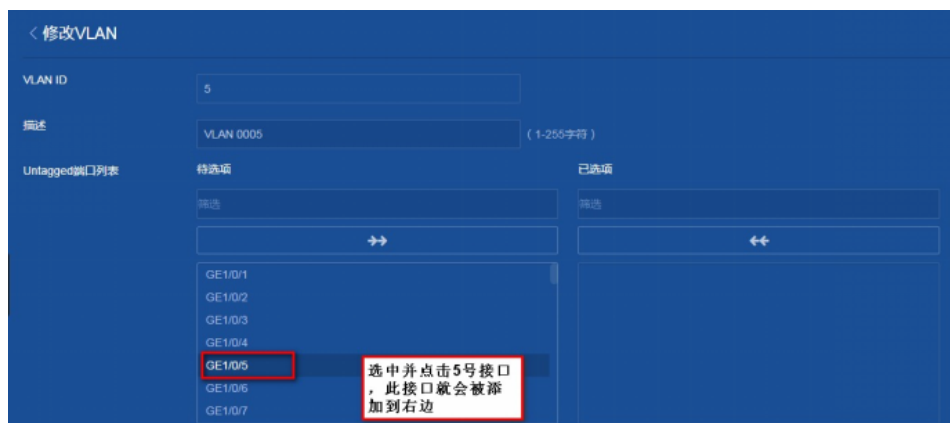 < 修改VLAN
VLAN ID
5
描述
VLAN 0005
（1-255字符）
Untagged端口列表
待选项
已选项
筛选
筛选
GE1/0/1
GE1/0/2
GE1/0/3
GE1/0/4
GE1/0/5
GE1/0/6
GE1/0/7
选中并点击5号接口
，此接口就会被添
加到右边